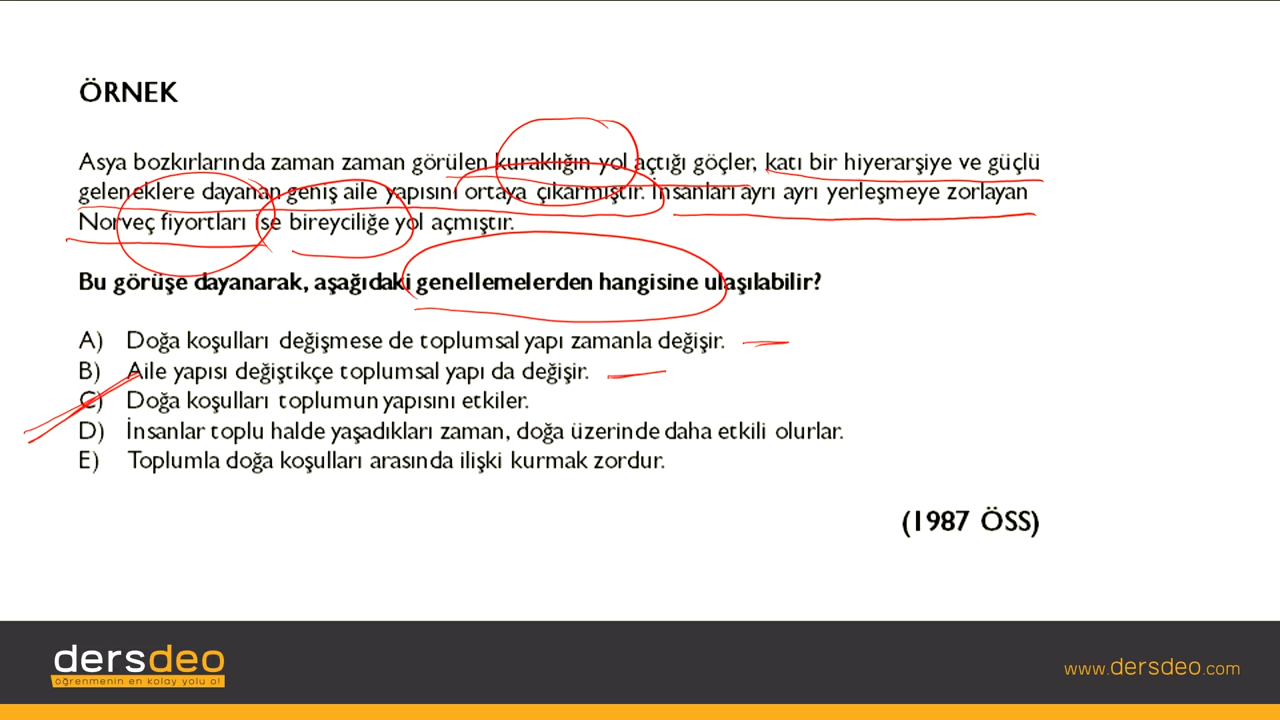 ÖRNEK
Asya bozkırlarında zaman zaman görülen kuraklığın yol açtığı göçler, katı bir hiyerarşiye ve güçlü
geleneklere dayanan geniş aile yapısını ortaya çıkarmıştır. İnsanları ayrı ayrı yerleşmeye zorlayan
Norveç fiyortları ise bireyciliğe yol açmıştır.
Bu görüşe dayanarak, aşağıdaki genellemelerden hangisine ulaşılabilir?
A) Doğa koşulları değişmese de toplumsal yapı zamanla değişir.
B) Aile yapısı değiştikçe toplumsal yapı da değişir.
C) Doğa koşulları toplumun yapısını etkiler.
D) İnsanlar toplu halde yaşadıkları zaman, doğa üzerinde daha etkili olurlar.
E) Toplumla doğa koşulları arasında ilişki kurmak zordur.
(1987 ÖSS)
dersdeo
öğrenmenin en kolay yolu o!
www.dersdeo.com